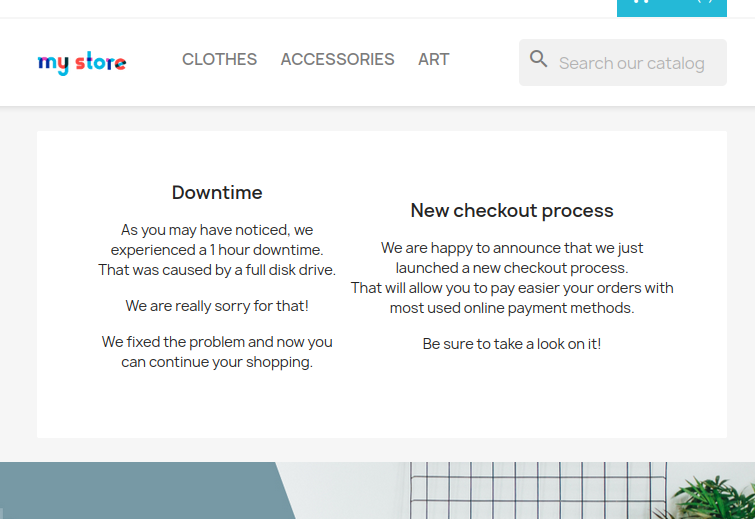 my store
CLOTHES ACCESSORIES ART
Search our catalog
Downtime
As you may have noticed, we
experienced a 1 hour downtime.
That was caused by a full disk drive.
We are really sorry for that!
We fixed the problem and now you
can continue your shopping.
New checkout process
We are happy to announce that we just
launched a new checkout process.
That will allow you to pay easier your orders with
most used online payment methods.
Be sure to take a look on it!